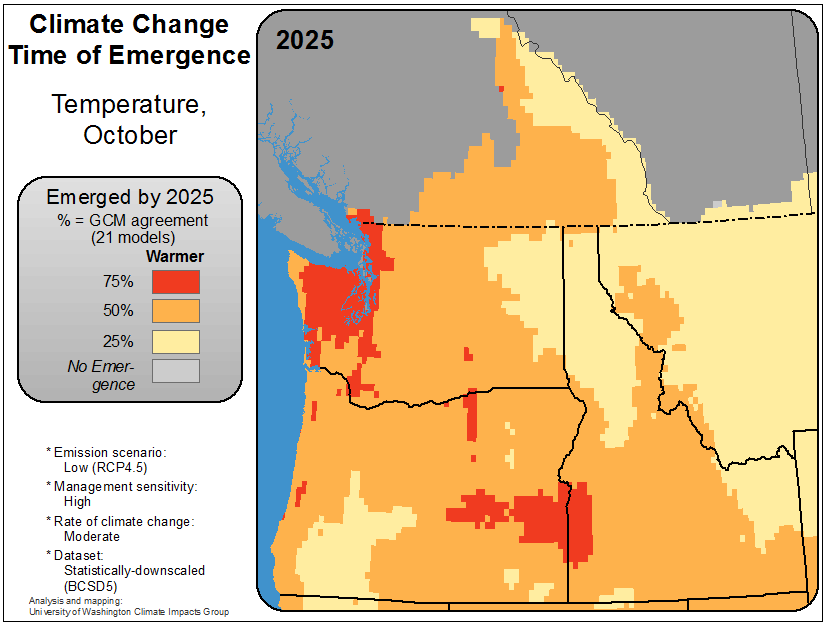 Climate Change
Time of Emergence
Temperature,
October
2025
Emerged by 2025
% = GCM agreement
(21 models)
Warmer
75%
50%
25%
No Emer-
gence
* Emission scenario:
Low (RCP4.5)
* Management sensitivity:
High
* Rate of climate change:
Moderate
* Dataset:
Statistically-downscaled
(BCSD5)
Analysis and mapping:
University of Washington Climate Impacts Group